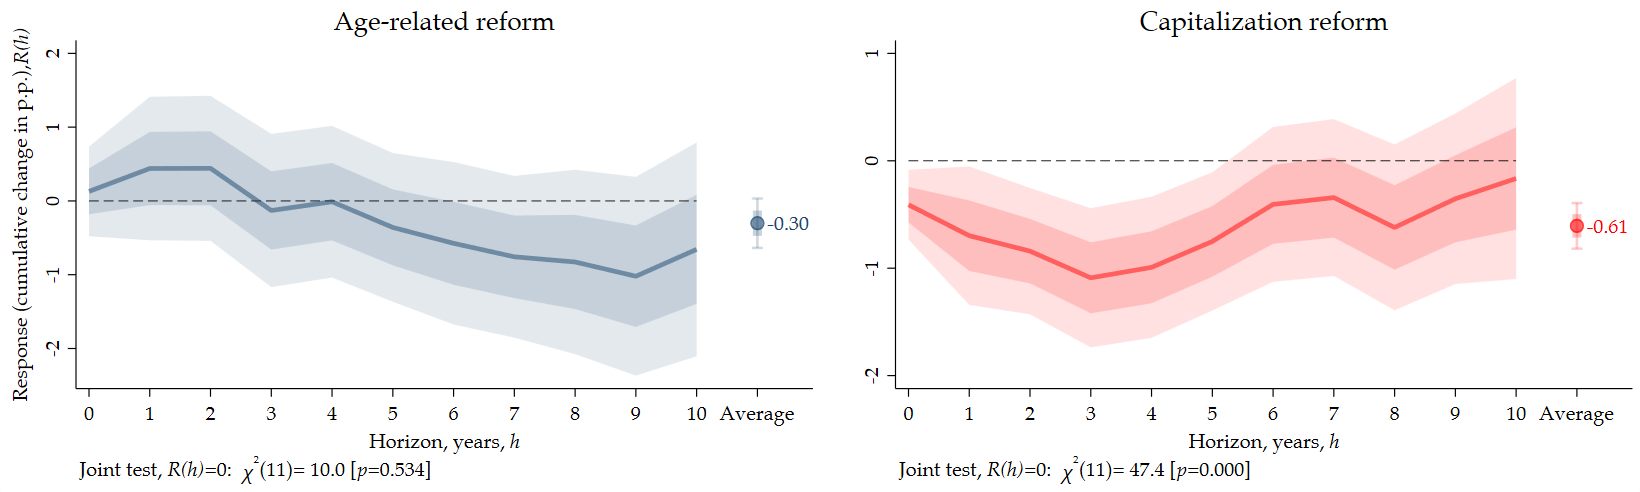 Age-related reform
Response (cumulative change in p.p.),R(h)
2
1
0
-1
-2
-0.30
0 1 2 3 4 5 6 7 8 9 10 Average
Horizon, years, h
Joint test, R(h)=0: χ²(11)= 10.0 [p=0.534]
Capitalization reform
1
0
-1
-2
-0.61
0 1 2 3 4 5 6 7 8 9 10 Average
Horizon, years, h
Joint test, R(h)=0: χ²(11)= 47.4 [p=0.000]